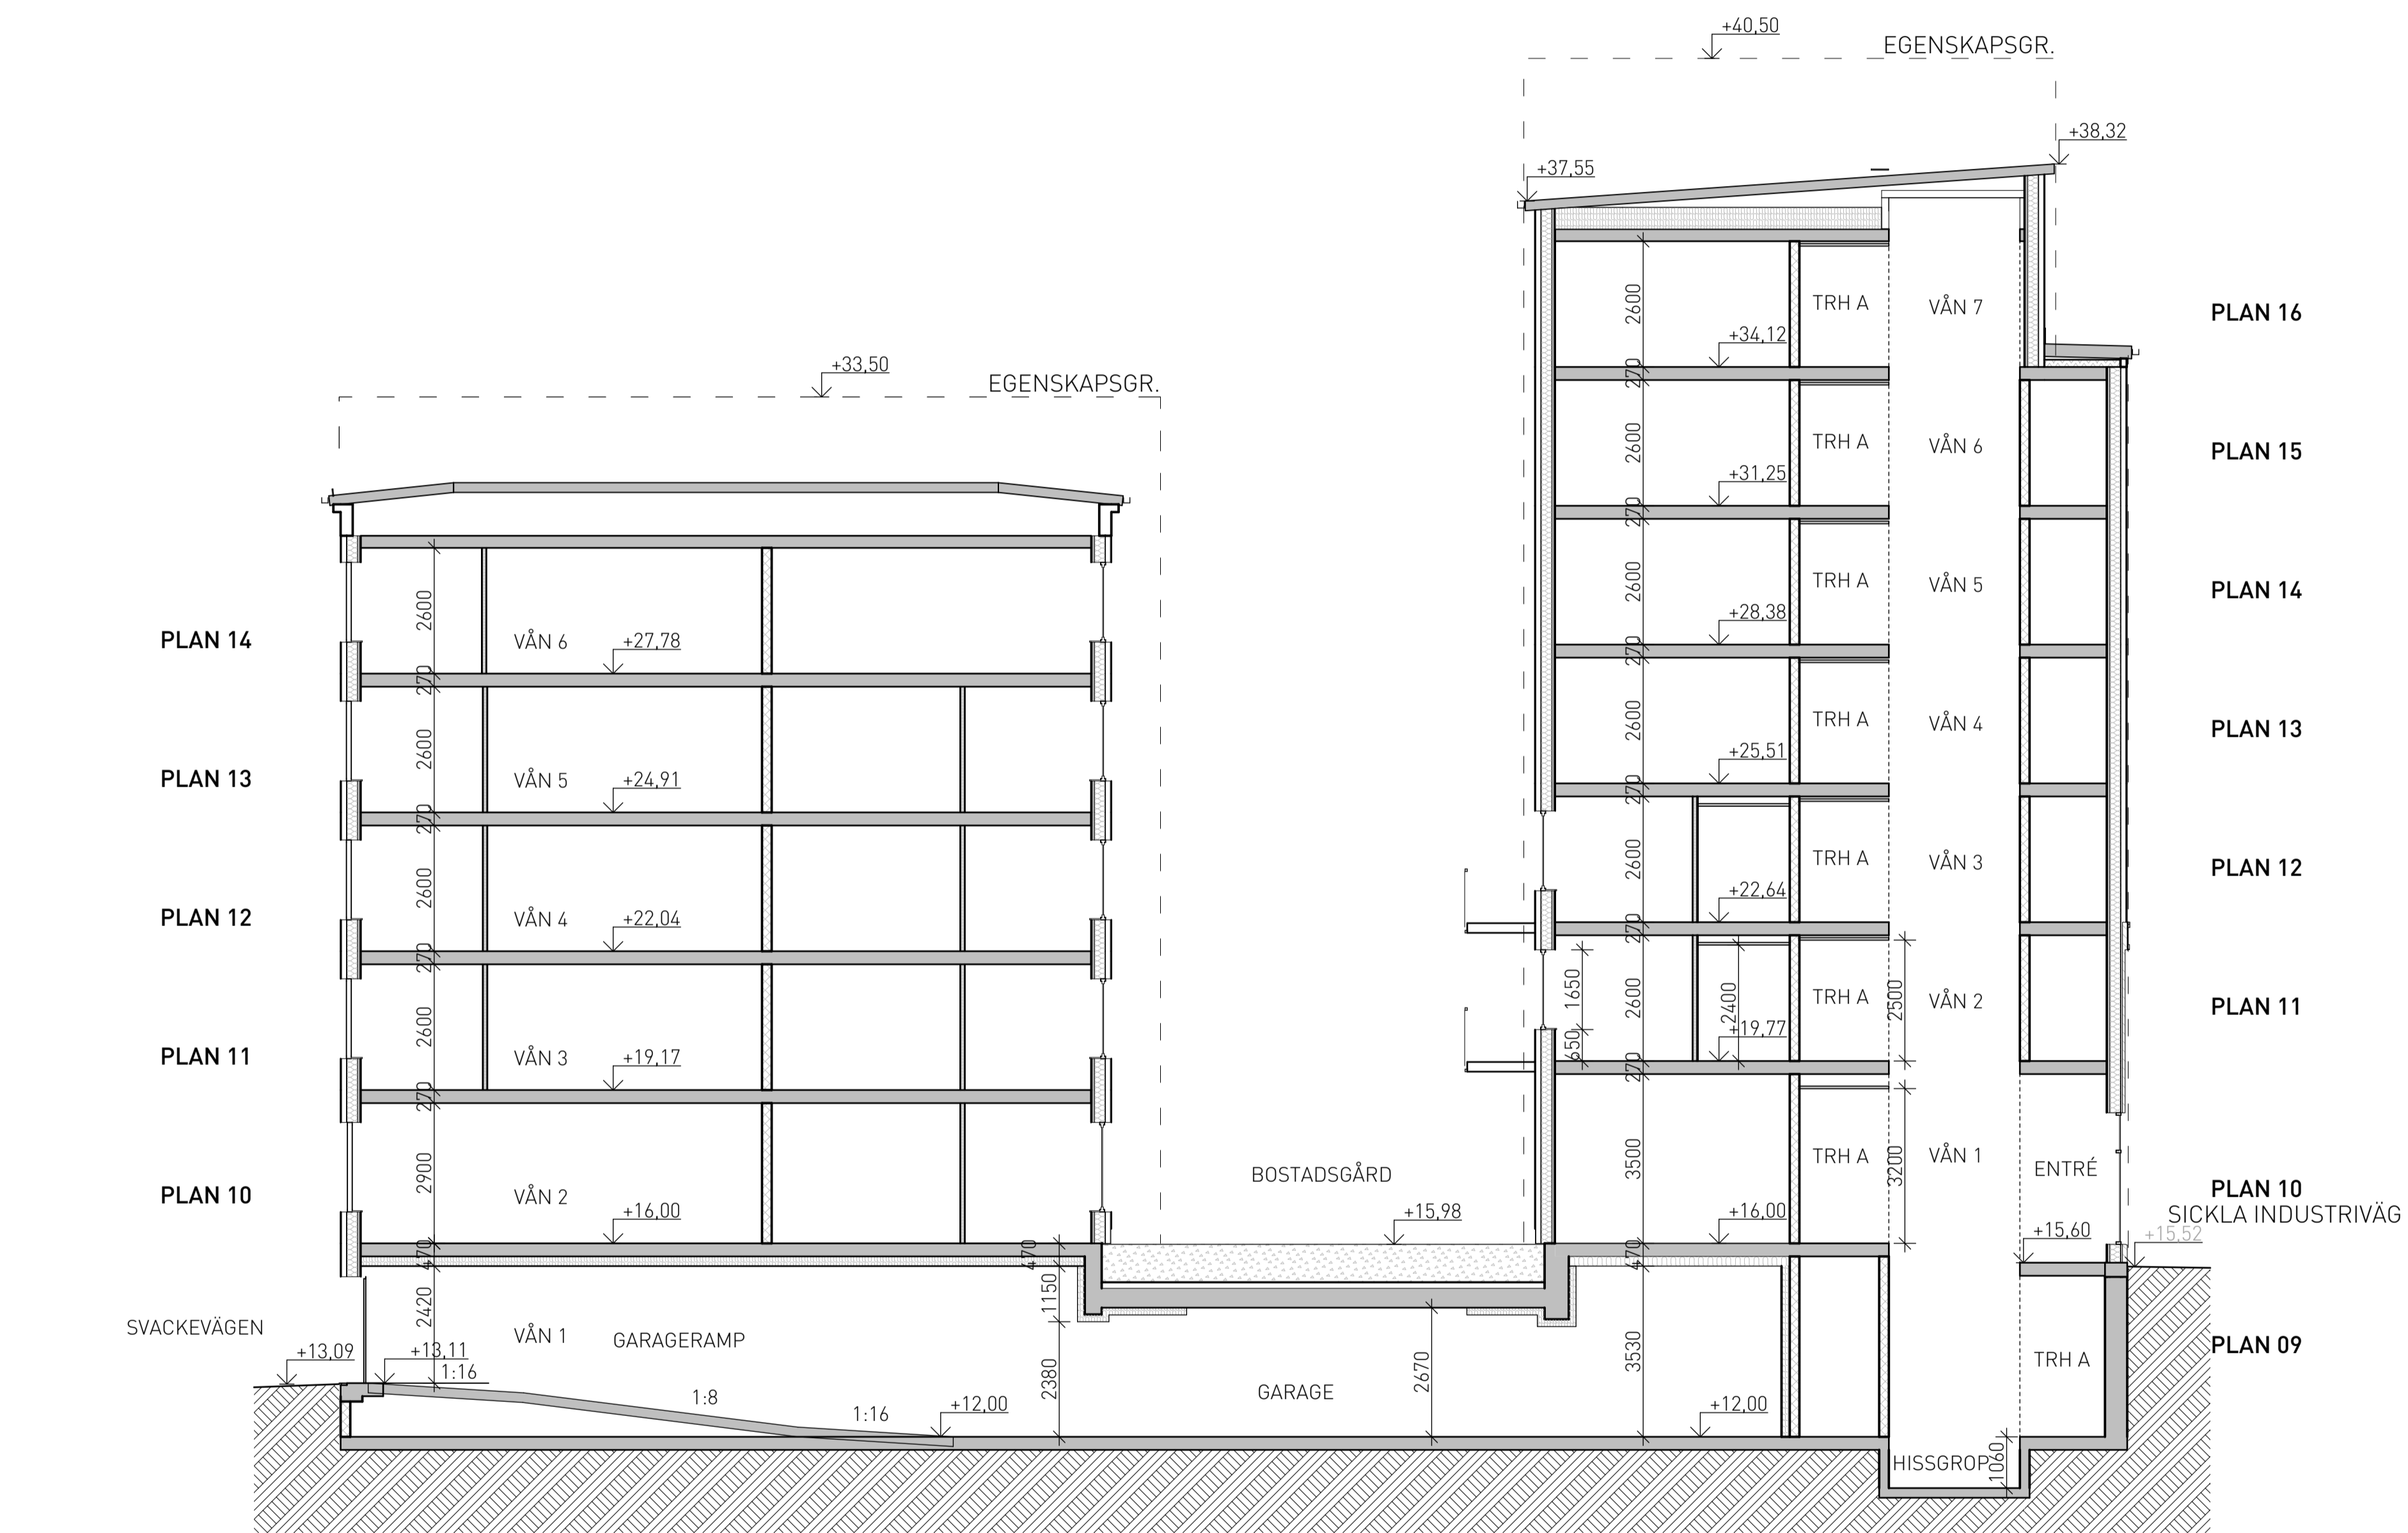 +40,50
EGENSKAPSGR.
+38,32
+37,55
2600
TRH A
VÅN 7
PLAN 16
+34,12
270
+33,50
EGENSKAPSGR.
2600
TRH A
VÅN 6
PLAN 15
+31,25
270
2600
TRH A
VÅN 5
PLAN 14
+28,38
270
PLAN 14
2600
VÅN 6
+27,78
270
2600
TRH A
VÅN 4
PLAN 13
+25,51
270
PLAN 13
2600
VÅN 5
+24,91
270
2600
TRH A
VÅN 3
PLAN 12
+22,64
270
PLAN 12
2600
VÅN 4
+22,04
270
1650
650
2600
2400
TRH A
2500
VÅN 2
PLAN 11
+19,77
270
PLAN 11
2600
VÅN 3
+19,17
270
BOSTADSGÅRD
3500
TRH A
3200
VÅN 1
ENTRÉ
PLAN 10
SICKLA INDUSTRIVÄG
PLAN 10
2900
VÅN 2
+16,00
+15,98
+16,00
+15,60
+15,52
470
470
470
SVACKEVÄGEN
+13,09
+13,11
1:16
2420
VÅN 1
GARAGERAMP
1:8
1:16
+12,00
1150
2380
GARAGE
2670
3530
+12,00
TRH A
PLAN 09
HISSGROP
1060